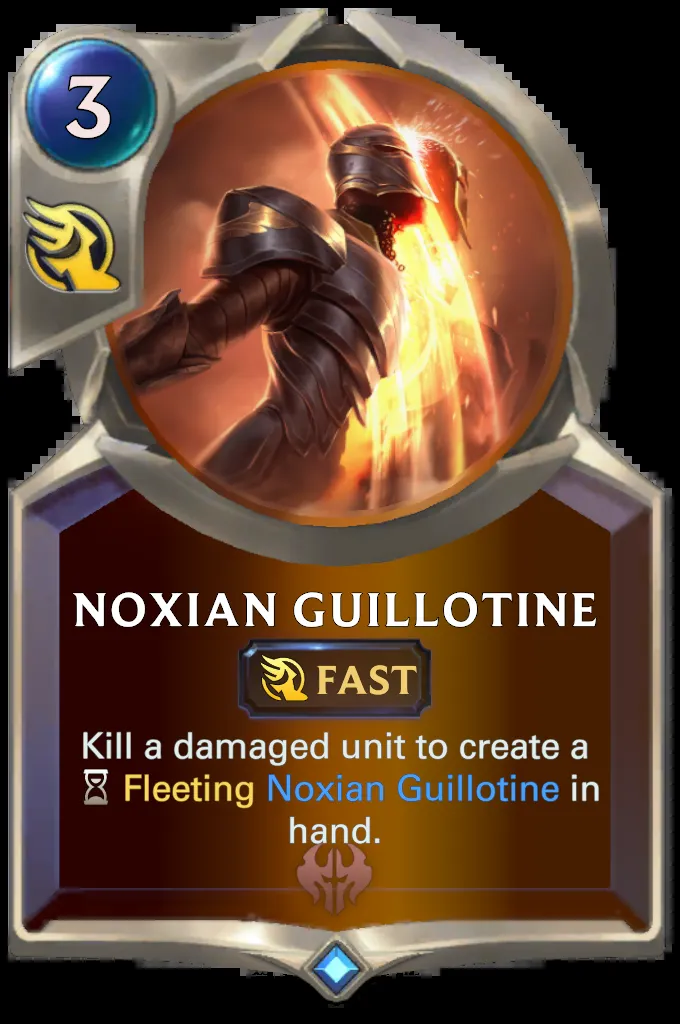 3
NOXIAN GUILLOTINE
FAST
Kill a damaged unit to create a
Fleeting Noxian Guillotine in
hand.